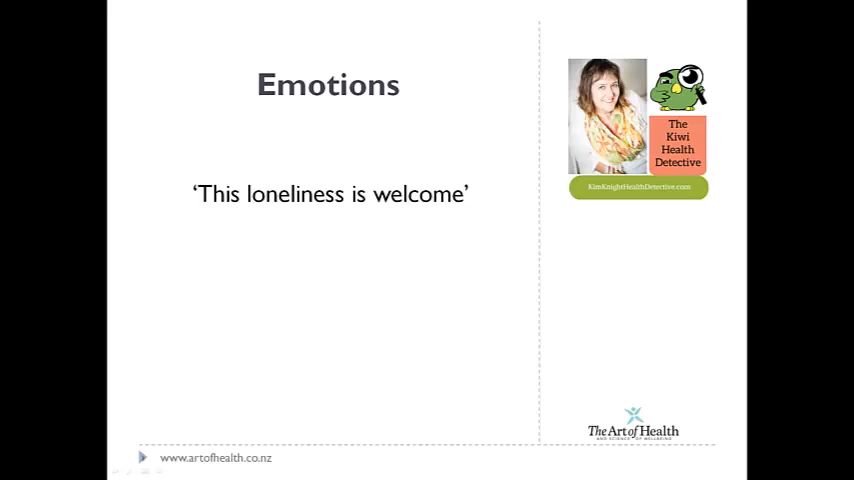 Emotions
‘This loneliness is welcome’
The
Kiwi
Health
Detective
KimKnightHealthDetective.com
The Art of Health
AND SCIENCE OF WELLBEING
www.artofhealth.co.nz